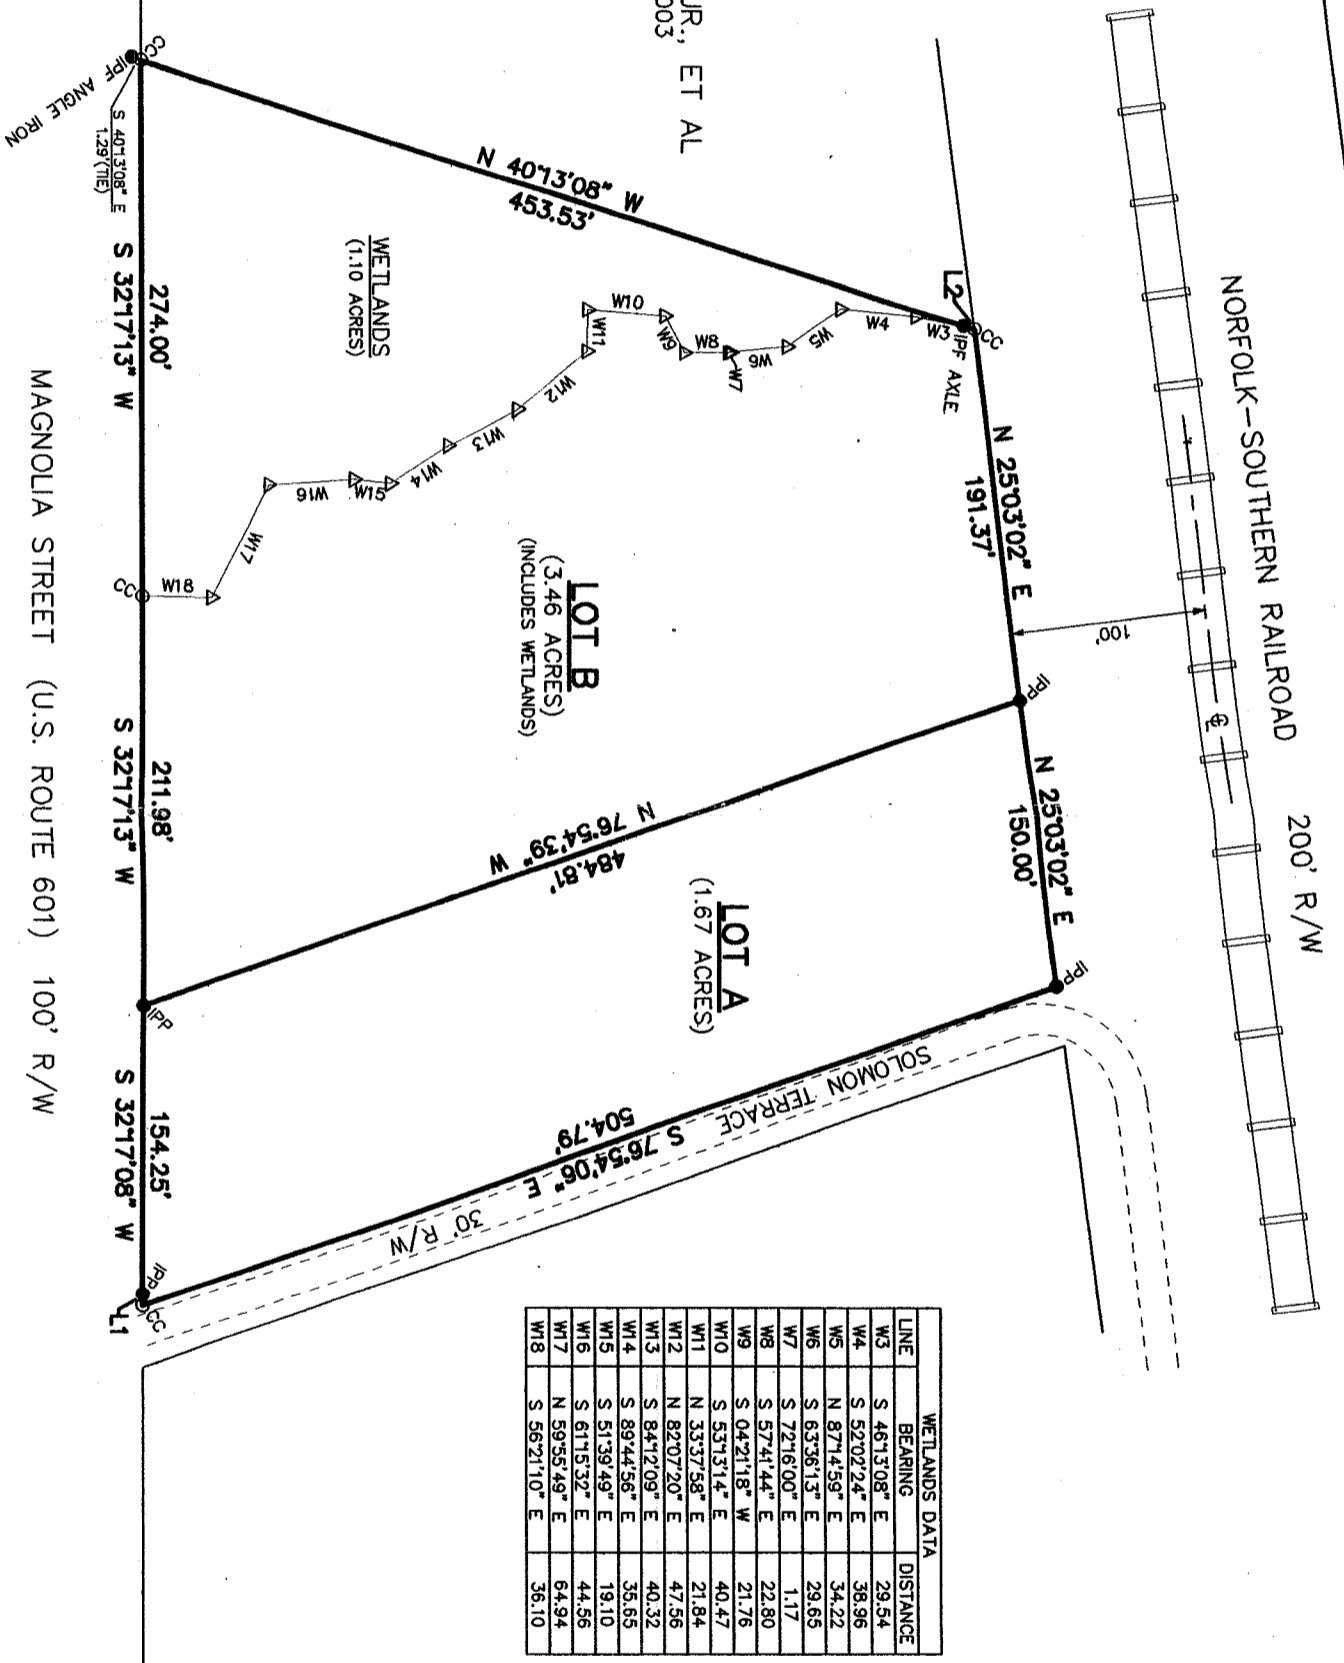 JR., ET AL
003
NORFOLK-SOUTHERN RAILROAD 200' R/W
℄
100'
CC
IPF ANGLE IRON
S 40°13'08" E
1.29'(TIE)
N 40°13'08" W
453.53'
L2
CC
IPF AXLE
N 25°03'02" E
191.37'
IPP
N 25°03'02" E
150.00'
IPP
WETLANDS
(1.10 ACRES)
W3
W4
W5
W6
W7
W8
W9
W10
W11
W12
W13
W14
W15
W16
W17
W18
CC
LOT B
(3.46 ACRES)
(INCLUDES WETLANDS)
N 76°54'39" W
484.81'
LOT A
(1.67 ACRES)
SOLOMON TERRACE
30' R/W
504.79'
S 76°54'06" E
274.00'
S 32°17'13" W
211.98'
S 32°17'13" W
IPP
154.25'
S 32°17'08" W
IPP
CC
L1
MAGNOLIA STREET (U.S. ROUTE 601) 100' R/W
WETLANDS DATA
LINE BEARING DISTANCE
W3 S 46°13'08" E 29.54
W4 S 52°02'24" E 38.96
W5 N 87°14'59" E 34.22
W6 S 63°36'13" E 29.65
W7 S 72°16'00" E 1.17
W8 S 57°41'44" E 22.80
W9 S 04°21'18" W 21.76
W10 S 53°13'14" E 40.47
W11 N 33°37'58" E 21.84
W12 N 82°07'20" E 47.56
W13 S 84°12'09" E 40.32
W14 S 89°44'56" E 35.65
W15 S 51°39'49" E 19.10
W16 S 61°15'32" E 44.56
W17 N 59°55'49" E 64.94
W18 S 56°21'10" E 36.10